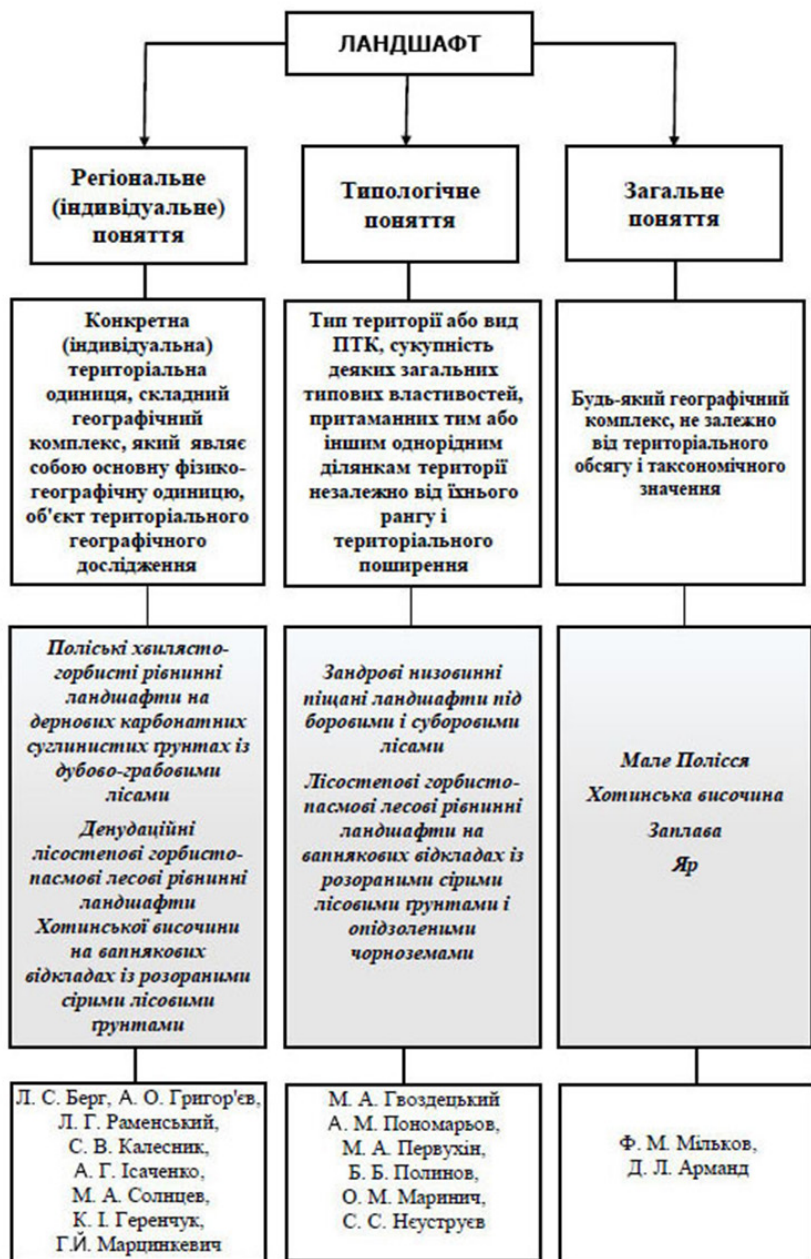 ЛАНДШАФТ
Регіональне
(індивідуальне)
поняття
Типологічне
поняття
Загальне
поняття
Конкретна
(індивідуальна)
територіальна
одиниця, складний
географічний
комплекс, який являє
собою основну фізико-
географічну одиницю,
об'єкт територіального
географічного
дослідження
Тип території або вид
ПТК, сукупність
деяких загальних
типових властивостей,
притаманних тим або
іншим однорідним
ділянкам території
незалежно від їхнього
рангу і
територіального
поширення
Будь-який географічний
комплекс, не залежно
від територіального
обсягу і таксономічного
значення
Поліські хвилясто-
горбисті рівнинні
ландшафти на
дернових карбонатних
суглинистих ґрунтах із
дубово-грабовими
лісами
Денудаційні
лісостепові горбисто-
пасмові лесові рівнинні
ландшафти
Хотинської височини
на вапнякових
відкладах із розораними
сірими лісовими
ґрунтами
Зандрові низовинні
піщані ландшафти під
боровими і суборовими
лісами
Лісостепові горбисто-
пасмові лесові рівнинні
ландшафти на
вапнякових відкладах із
розораними сірими
лісовими ґрунтами і
опідзоленими
чорноземами
Мале Полісся
Хотинська височина
Заплава
Яр
Л. С. Берг, А. О. Григор'єв,
Л. Г. Раменський,
С. В. Калесник,
А. Г. Ісаченко,
М. А. Солнцев,
К. І. Геренчук,
Г.Й. Марцинкевич
М. А. Гвоздецький
А. М. Пономарьов,
М. А. Первухін,
Б. Б. Полинов,
О. М. Маринич,
С. С. Нєуструєв
Ф. М. Мільков,
Д. Л. Арманд